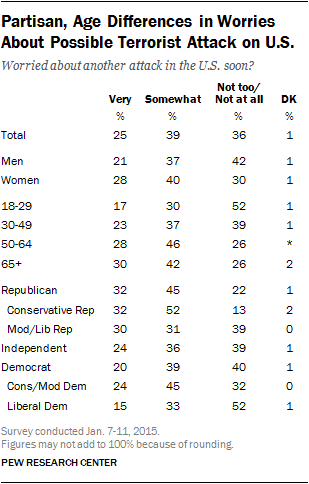 Partisan, Age Differences in Worries
About Possible Terrorist Attack on U.S.
Worried about another attack in the U.S. soon?
Very Somewhat Not too/ Not at all DK
% % % %
Total 25 39 36 1
Men 21 37 42 1
Women 28 40 30 1
18-29 17 30 52 1
30-49 23 37 39 1
50-64 28 46 26 *
65+ 30 42 26 2
Republican 32 45 22 1
Conservative Rep 32 52 13 2
Mod/Lib Rep 30 31 39 0
Independent 24 36 39 1
Democrat 20 39 40 1
Cons/Mod Dem 24 45 32 0
Liberal Dem 15 33 52 1
Survey conducted Jan. 7-11, 2015.
Figures may not add to 100% because of rounding.
PEW RESEARCH CENTER